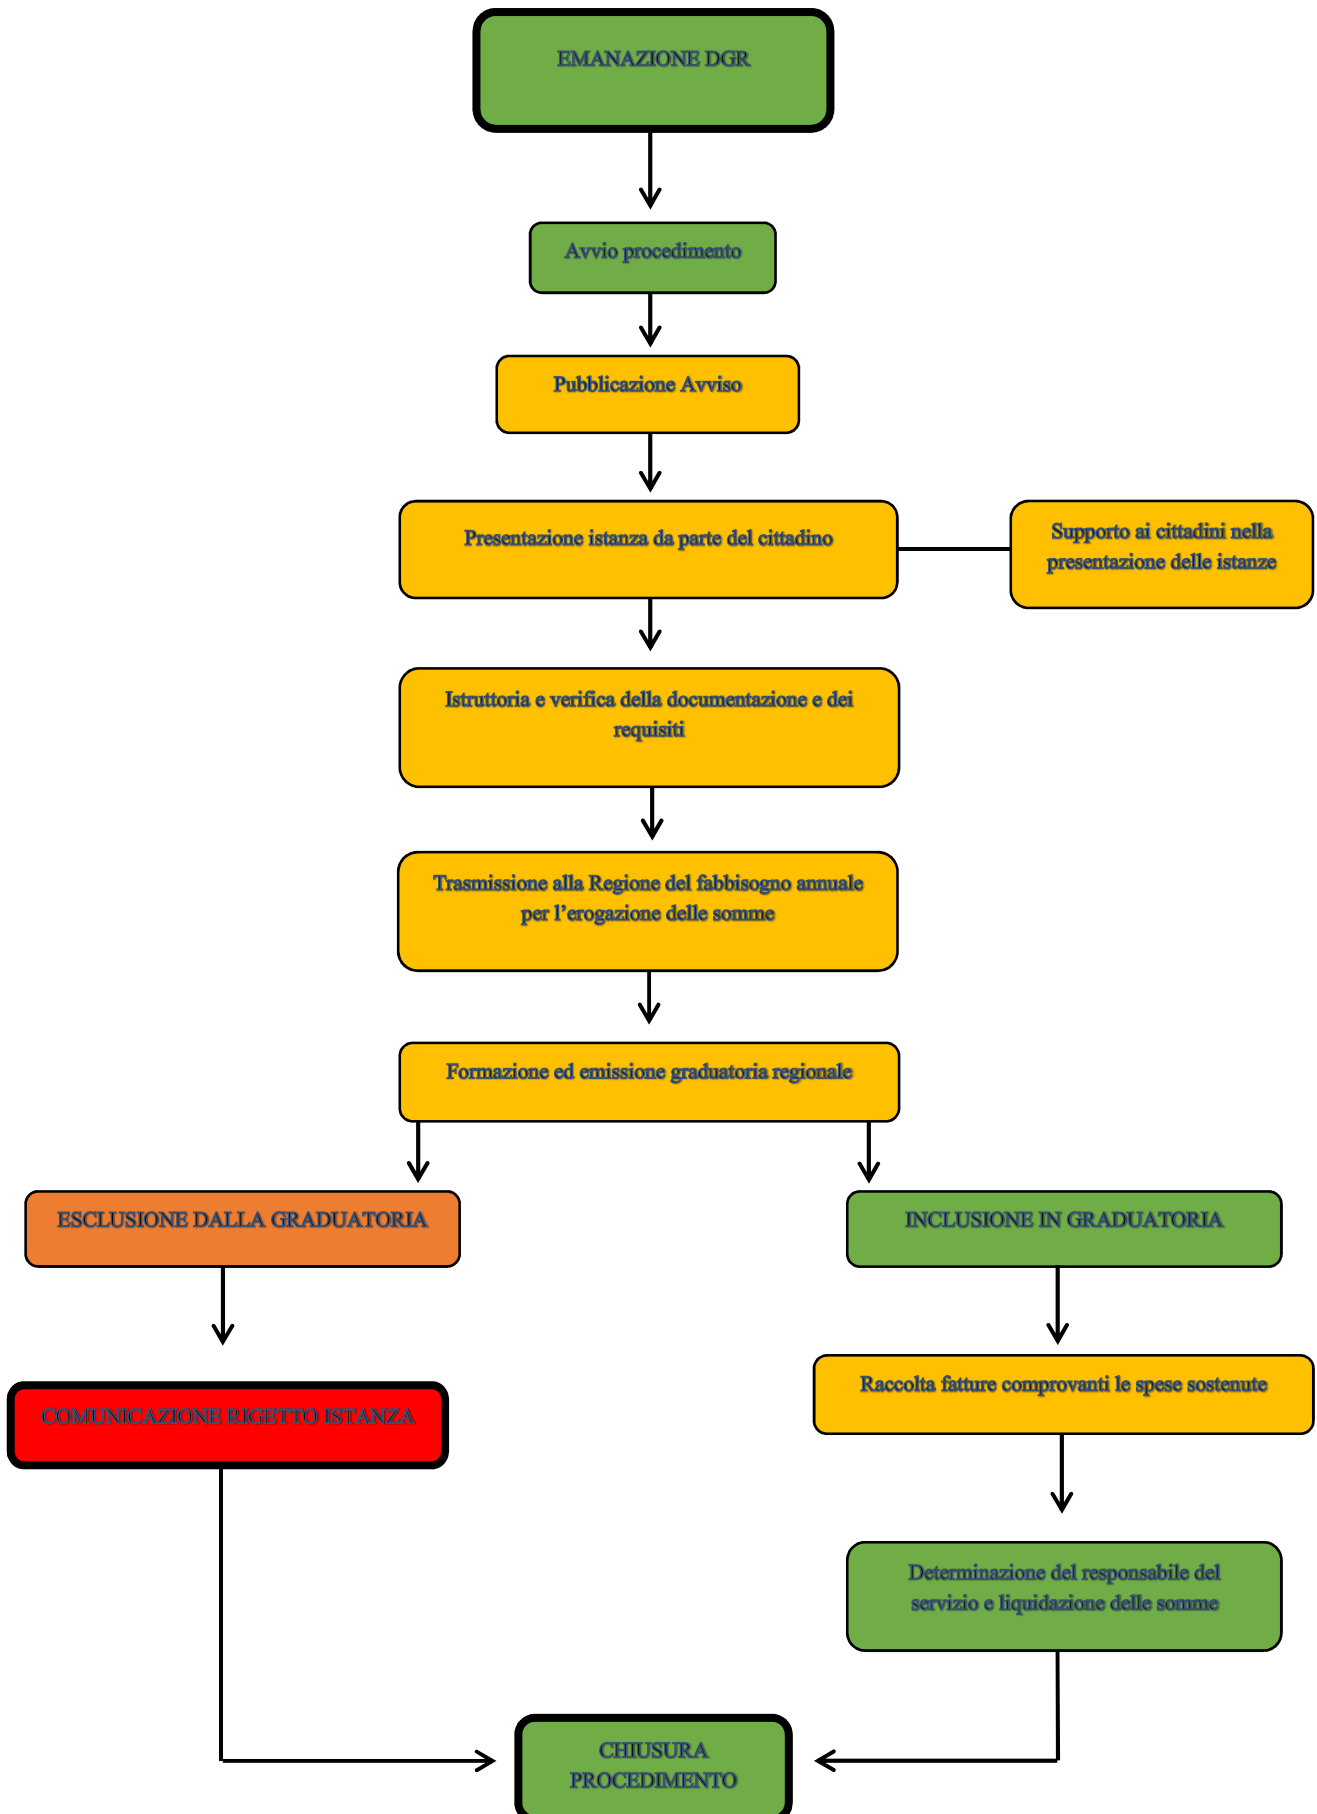 EMANAZIONE DGR
Avvio procedimento
Pubblicazione Avviso
Presentazione istanza da parte del cittadino
Supporto ai cittadini nella
presentazione delle istanze
Istruttoria e verifica della documentazione e dei
requisiti
Trasmissione alla Regione del fabbisogno annuale
per l’erogazione delle somme
Formazione ed emissione graduatoria regionale
ESCLUSIONE DALLA GRADUATORIA
INCLUSIONE IN GRADUATORIA
COMUNICAZIONE RIGETTO ISTANZA
Raccolta fatture comprovanti le spese sostenute
Determinazione del responsabile del
servizio e liquidazione delle somme
CHIUSURA
PROCEDIMENTO